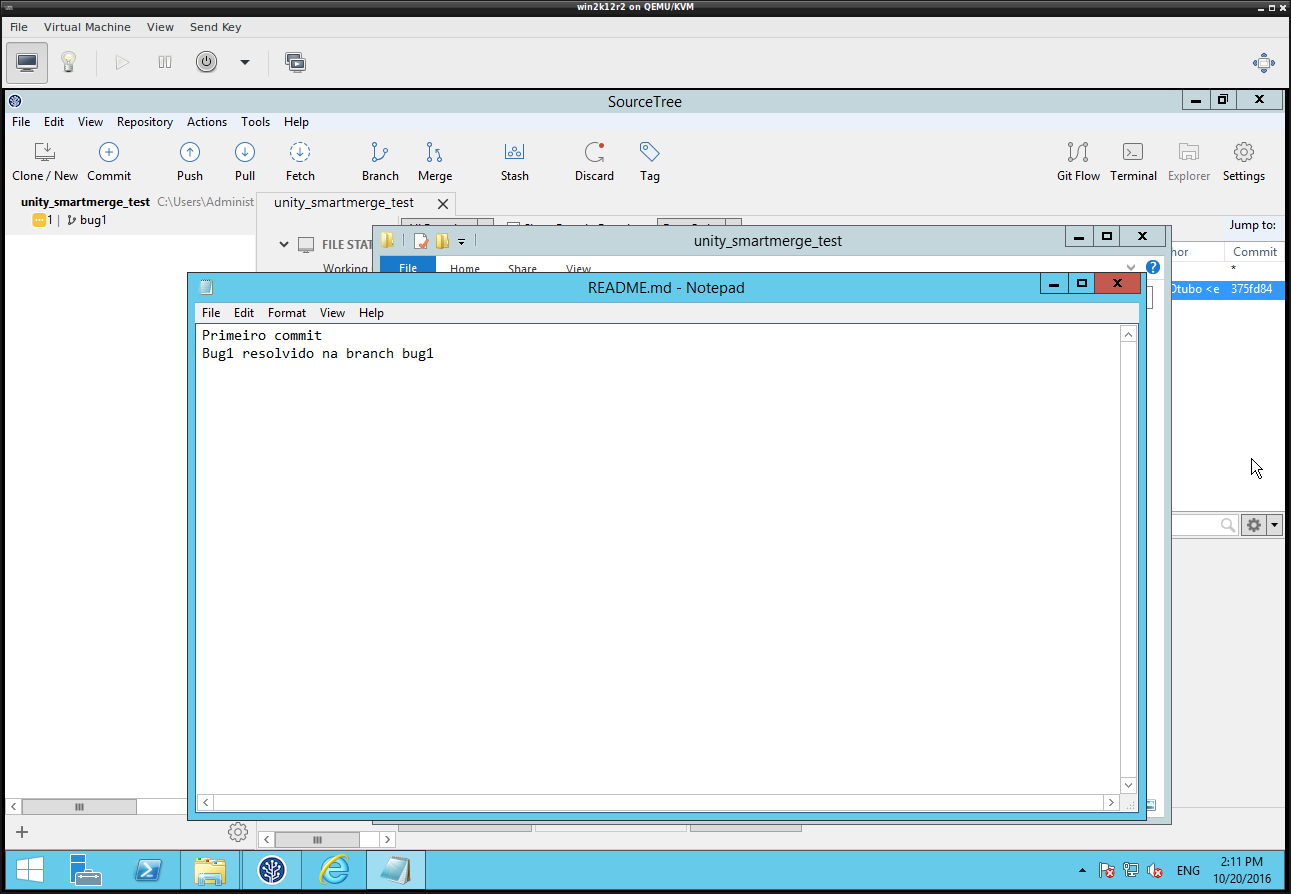 win2k12r2 on QEMU/KVM
File Virtual Machine View Send Key
SourceTree
File Edit View Repository Actions Tools Help
Clone / New Commit Push Pull Fetch Branch Merge Stash Discard Tag Git Flow Terminal Explorer Settings
unity_smartmerge_test C:\Users\Administ
1 bug1
unity_smartmerge_test
Jump to:
FILE STAT
Working
unity_smartmerge_test
File Home Share View
nor Commit
*
Otubo <e 375fd84
README.md - Notepad
File Edit Format View Help
Primeiro commit
Bug1 resolvido na branch bug1
ENG
2:11 PM
10/20/2016